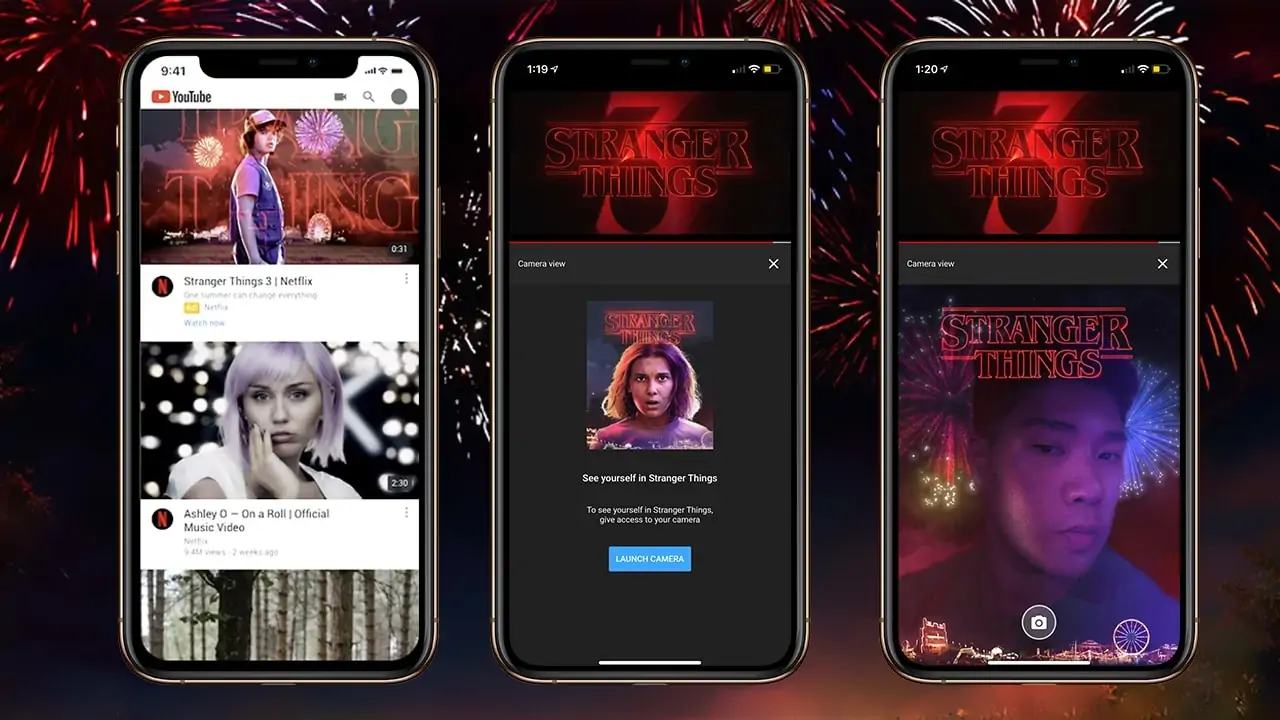 9:41
YouTube
THING
0:31
Stranger Things 3 | Netflix
One summer can change everything
Ad Netflix
Watch now
2:30
Ashley O — On a Roll | Official
Music Video
Netflix
9.4M views · 2 weeks ago
1:19
3
STRANGER
THINGS
Camera view
STRANGER
THINGS
See yourself in Stranger Things
To see yourself in Stranger Things,
give access to your camera
LAUNCH CAMERA
1:20
3
STRANGER
THINGS
Camera view
STRANGER
THINGS